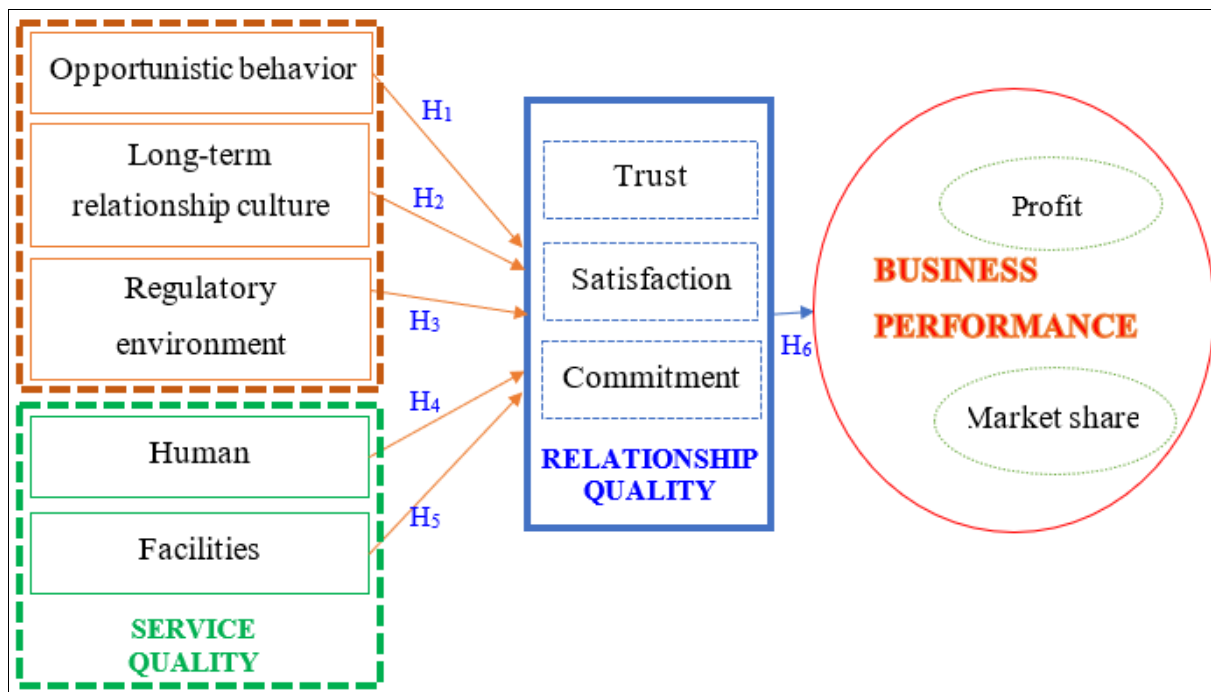 Opportunistic behavior
Long-term
relationship culture
Regulatory
environment
Human
Facilities
SERVICE
QUALITY
H1
H2
H3
H4
H5
Trust
Satisfaction
Commitment
RELATIONSHIP
QUALITY
H6
Profit
BUSINESS
PERFORMANCE
Market share